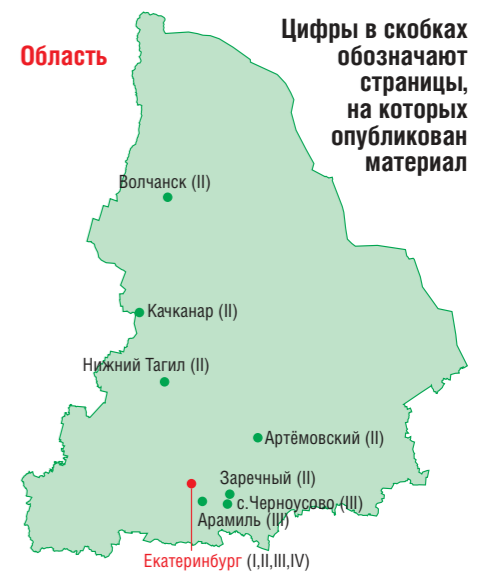 Область
Цифры в скобках
обозначают
страницы,
на которых
опубликован
материал
Волчанск (II)
Качканар (II)
Нижний Тагил (II)
Артёмовский (II)
Заречный (II)
с.Черноусово (III)
Арамиль (III)
Екатеринбург (I,II,III,IV)